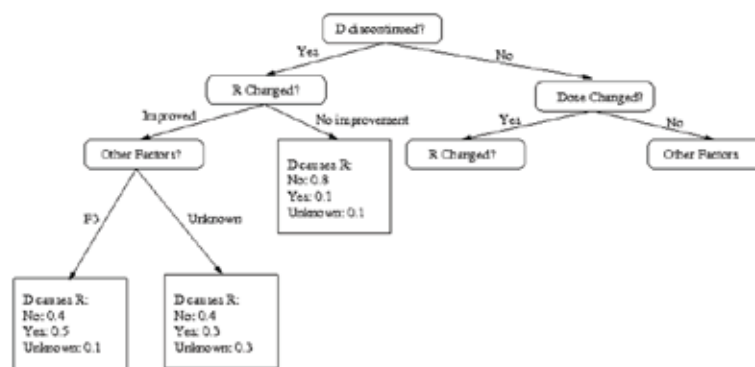 D discontinued?
Yes
No
R Changed?
Dose Changed?
Improved
No improvement
Yes
No
Other Factors?
D causes R:
No: 0.8
Yes: 0.1
Unknown: 0.1
R Changed?
Other Factors
Unknown
D causes R:
No: 0.4
Yes: 0.5
Unknown: 0.1
D causes R:
No: 0.4
Yes: 0.3
Unknown: 0.3